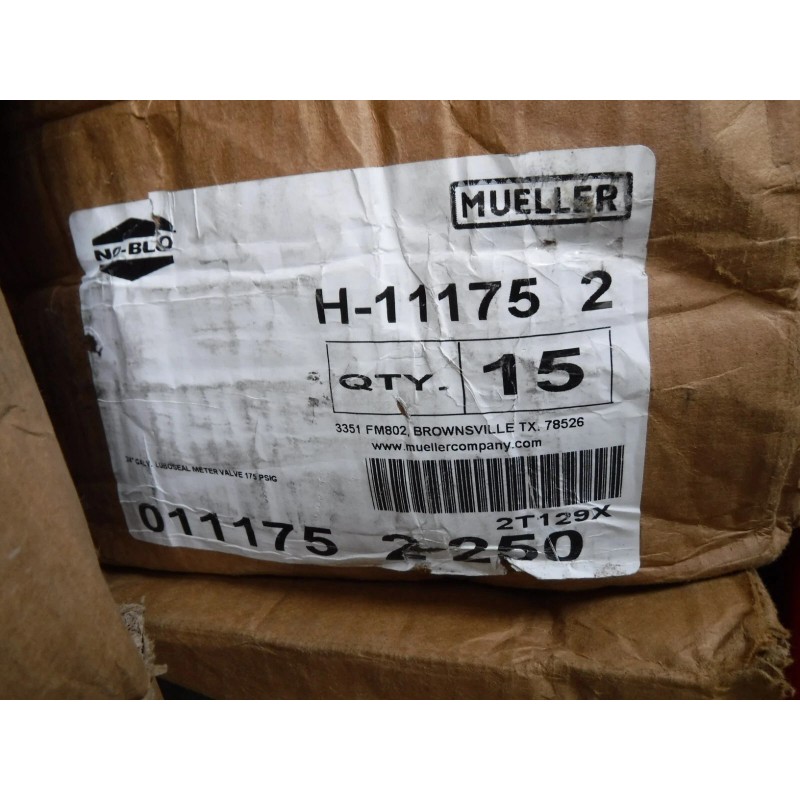 MUELLER
NO-BLO
H-11175 2
QTY. 15
3351 FM802, BROWNSVILLE TX. 78526
www.muellercompany.com
LUBOSEAL METER VALVE 175 PSIG
2T129X
011175 2 250